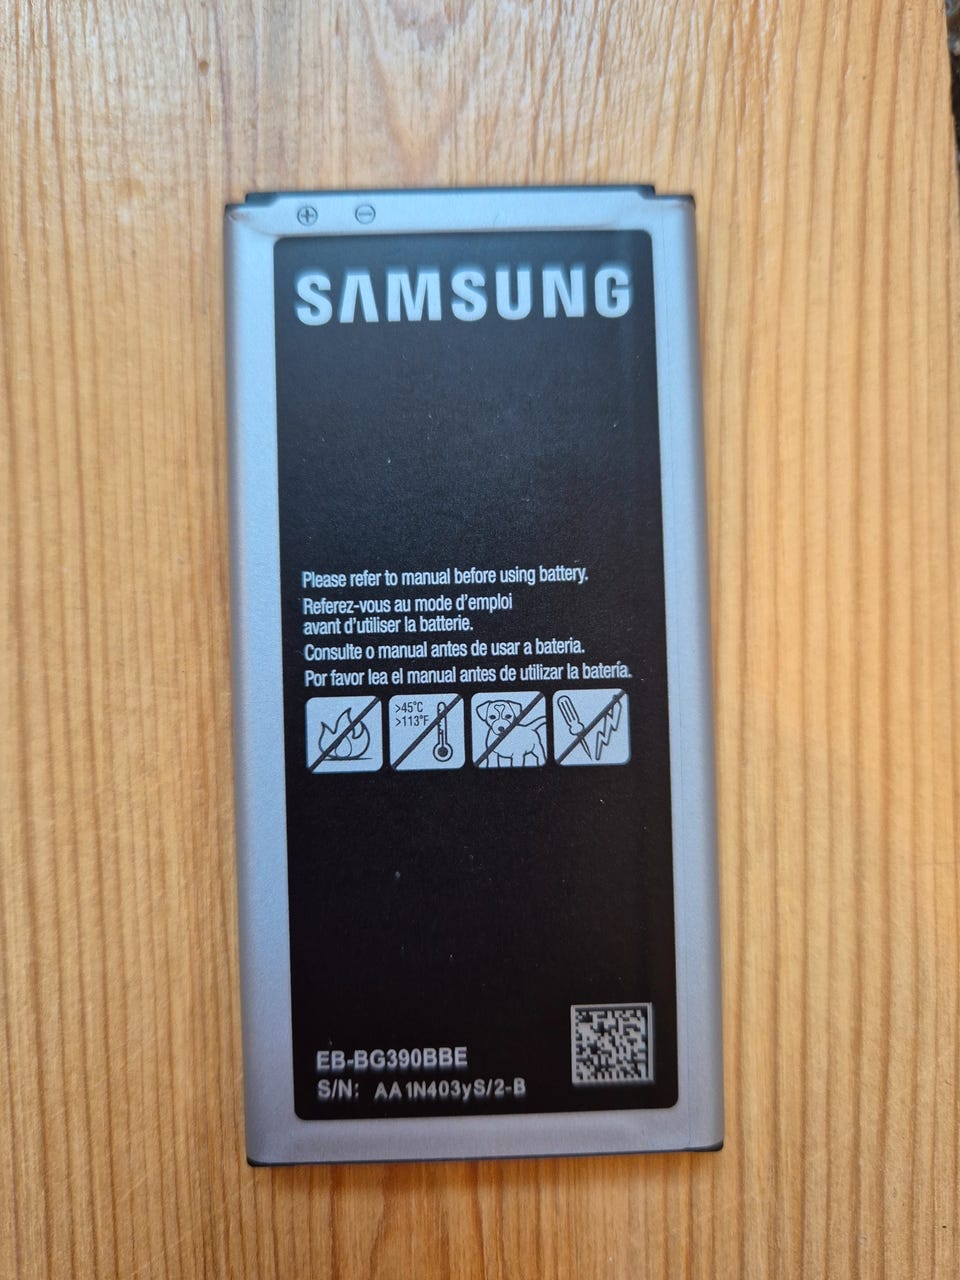 SAMSUNG
Please refer to manual before using battery.
Referez-vous au mode d'emploi
avant d'utiliser la batterie.
Consulte o manual antes de usar a bateria.
Por favor lea el manual antes de utilizar la batería.
>45°C
>113°F
EB-BG390BBE
S/N: AA1N403yS/2-B